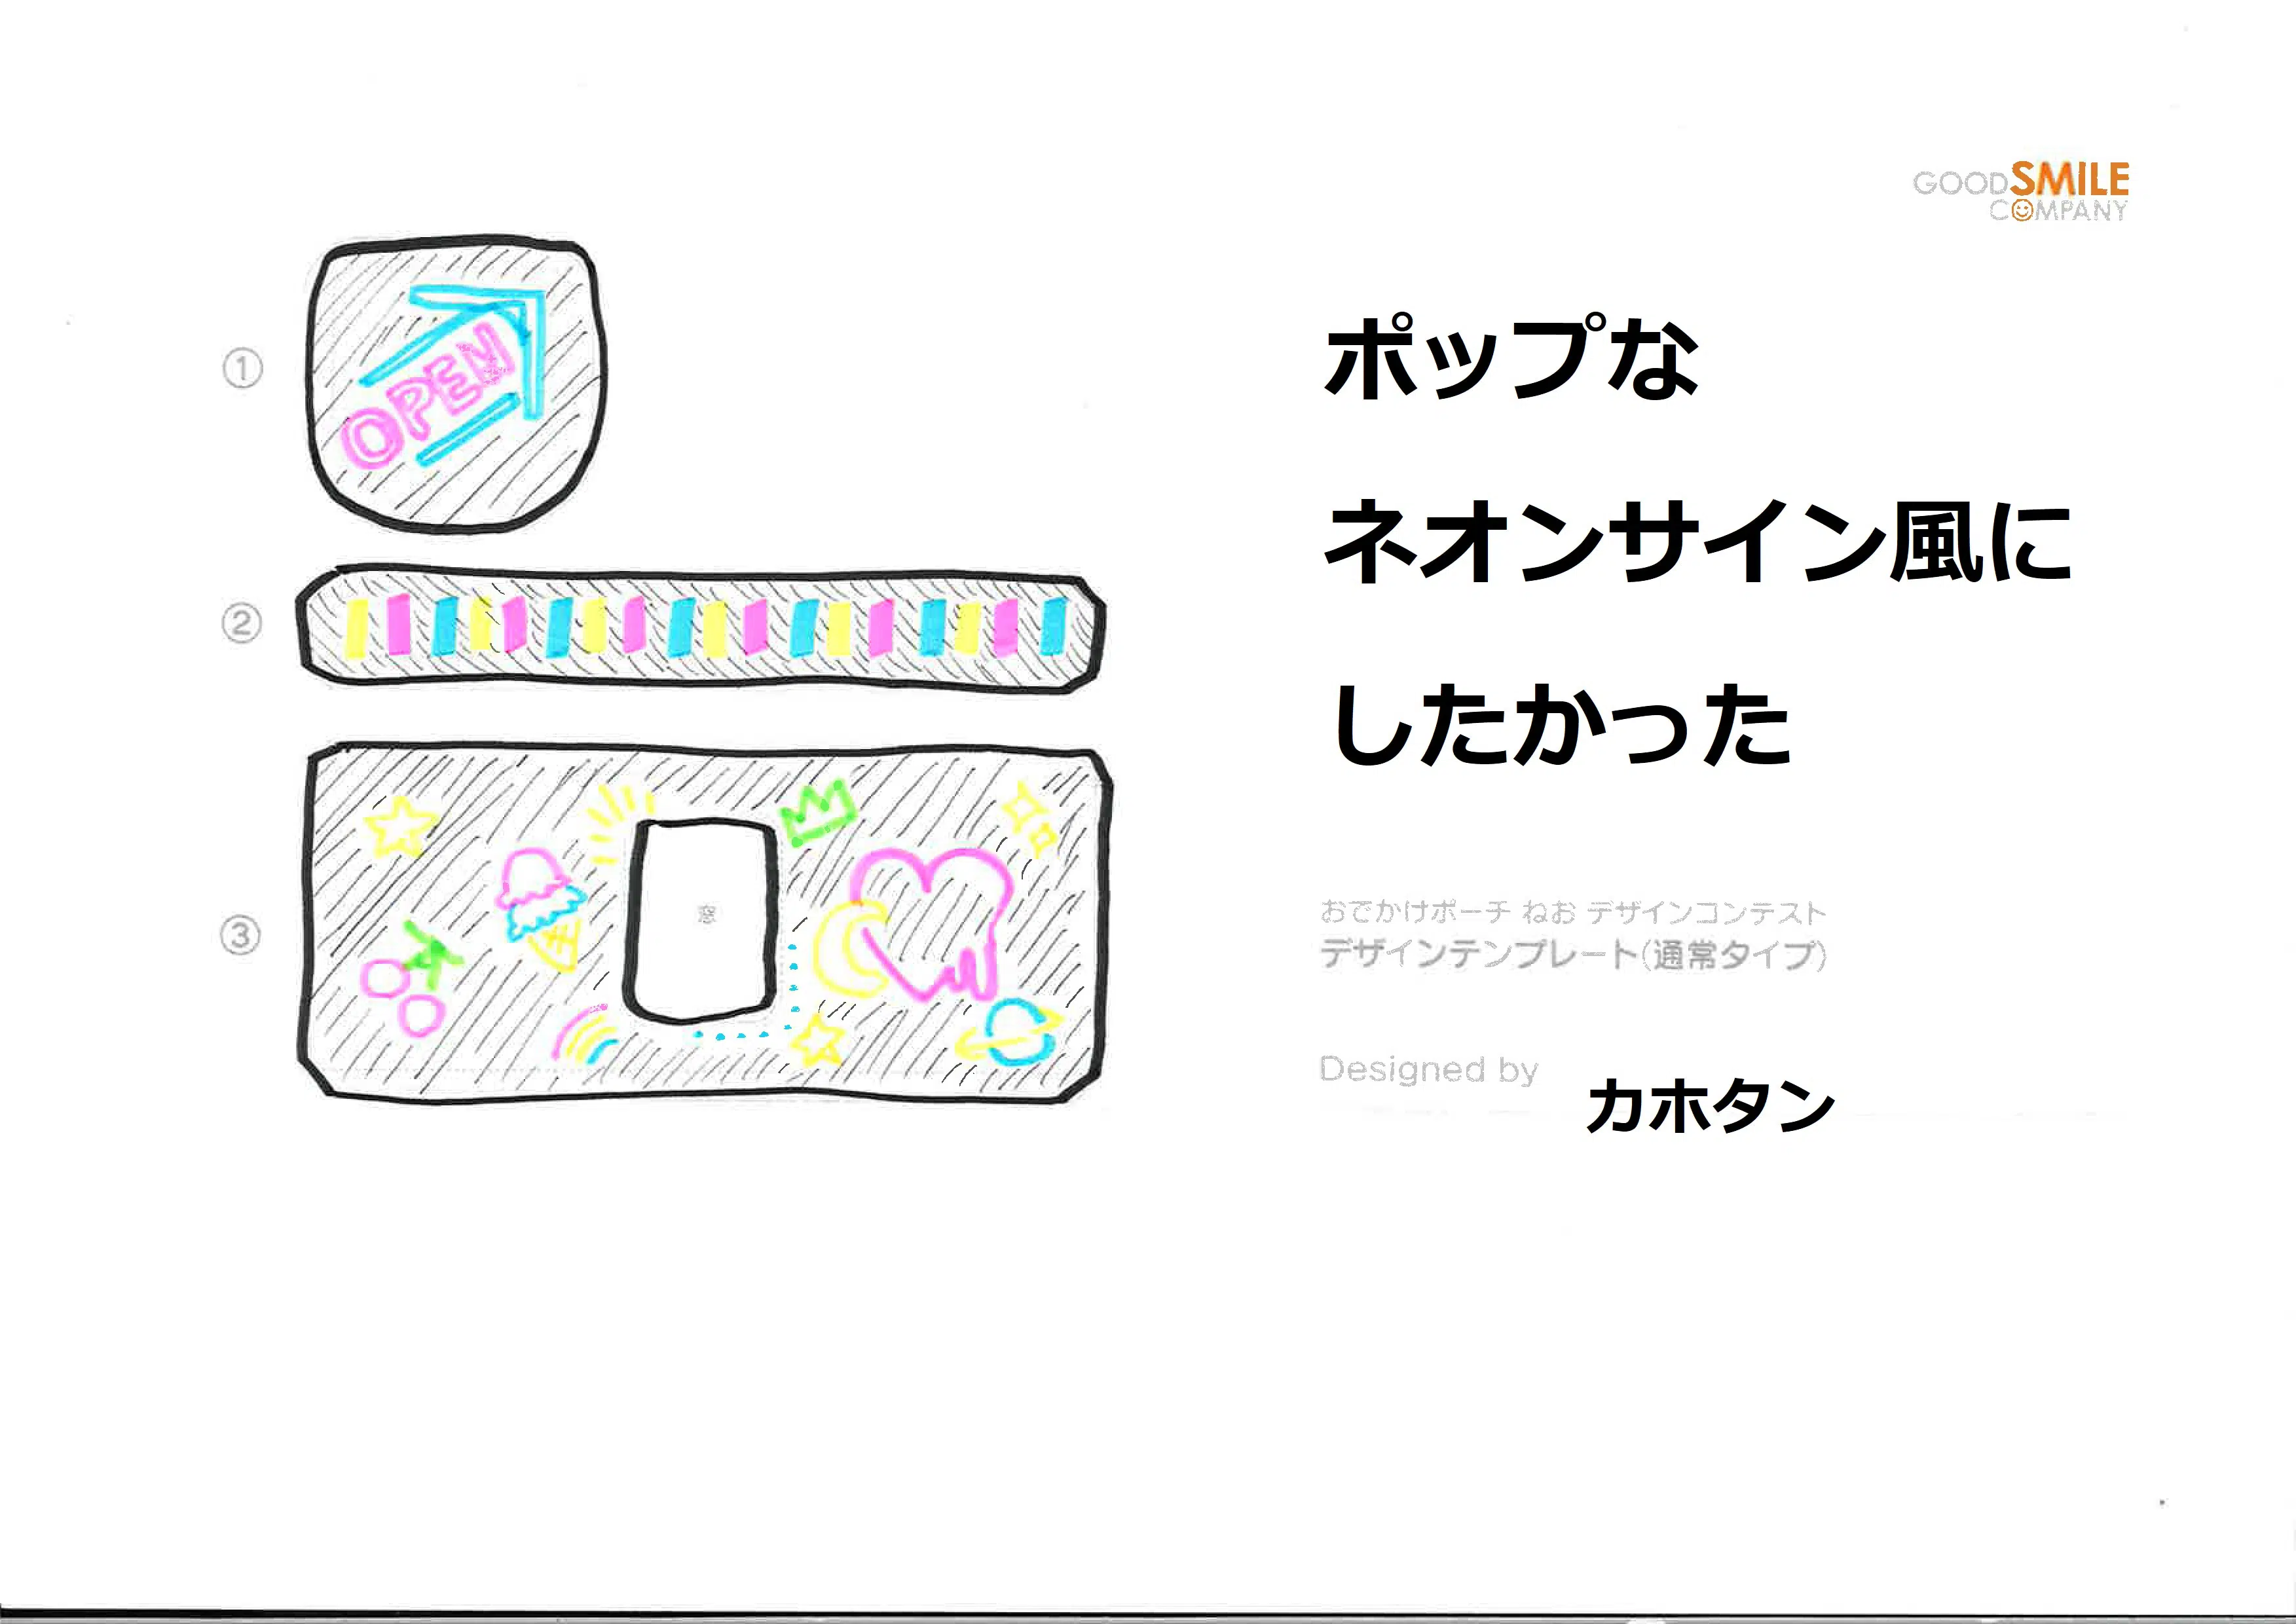 GOODSMILE
COMPANY
①
OPEN
②
③
窓
ポップな
ネオンサイン風に
したかった
おでかけポーチ ねお デザインコンテスト
デザインテンプレート(通常タイプ)
Designed by
カホタン